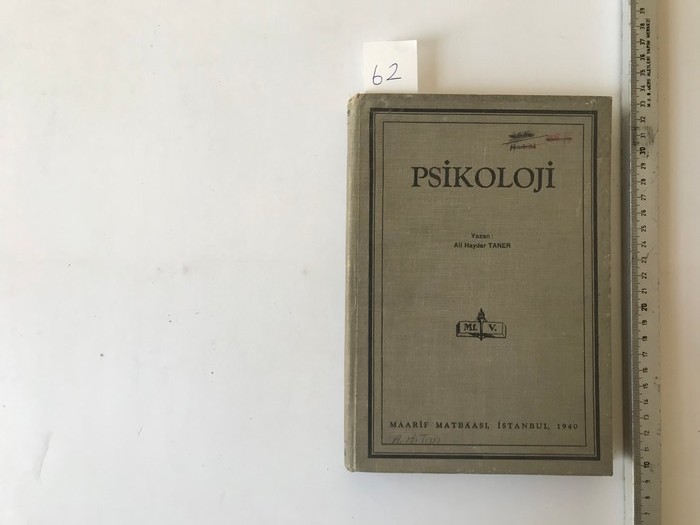 62
PSİKOLOJİ
Yazan:
Ali Haydar TANER
M. V.
MAARİF MATBAASI, İSTANBUL, 1940